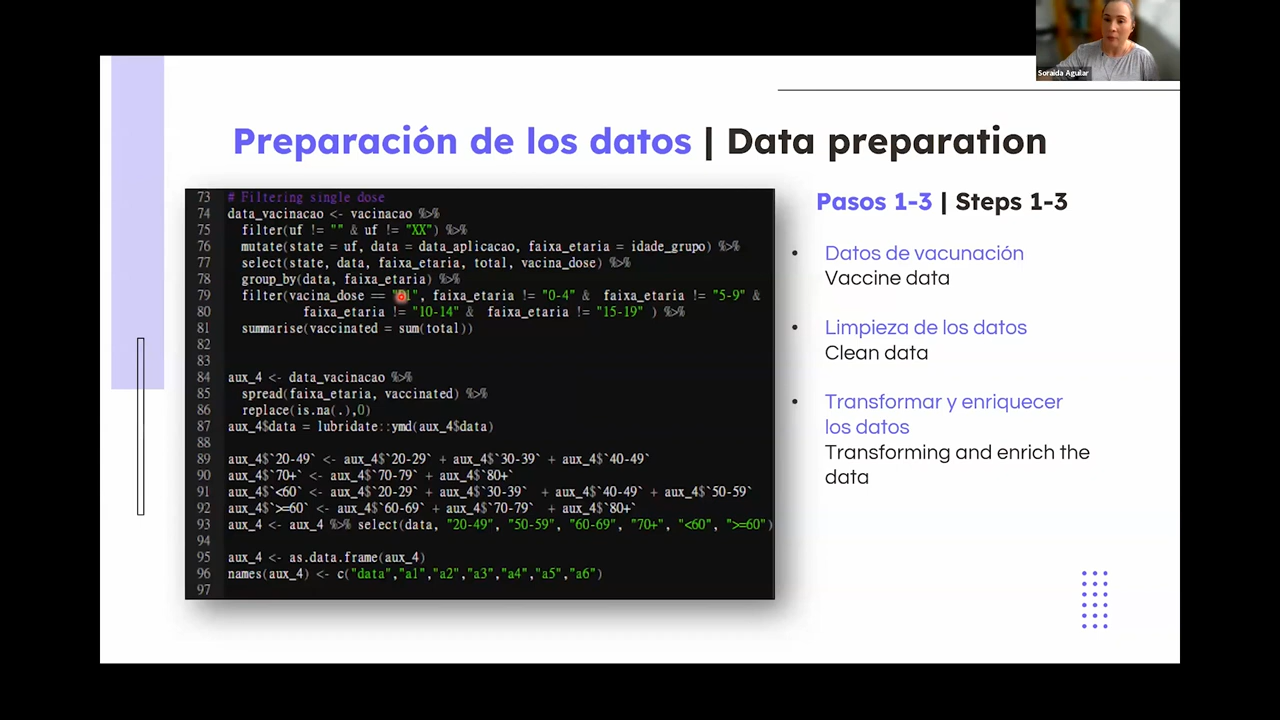 Soraida Aguilar
Preparación de los datos | Data preparation
73 # Filtering single dose
74 data_vacinacao <- vacinacao %>%
75 filter(uf != "" & uf != "XX") %>%
76 mutate(state = uf, data = data_aplicacao, faixa_etaria = idade_grupo) %>%
77 select(state, data, faixa_etaria, total, vacina_dose) %>%
78 group_by(data, faixa_etaria) %>%
79 filter(vacina_dose == faixa_etaria != "0-4" & faixa_etaria != "5-9" &
80 faixa_etaria != "10-14" & faixa_etaria != "15-19" ) %>%
81 summarise(vaccinated = sum(total))
82
83
84 aux_4 <- data_vacinacao %>%
85 spread(faixa_etaria, vaccinated) %>%
86 replace(is.na(.),0)
87 aux_4$data = lubridate::ymd(aux_4$data)
88
89 aux_4$`20-49` <- aux_4$`20-29` + aux_4$`30-39` + aux_4$`40-49`
90 aux_4$`70+` <- aux_4$`70-79` + aux_4$`80+`
91 aux_4$`<60` <- aux_4$`20-29` + aux_4$`30-39` + aux_4$`40-49` + aux_4$`50-59`
92 aux_4$`>=60` <- aux_4$`60-69` + aux_4$`70-79` + aux_4$`80+`
93 aux_4 <- aux_4 %>% select(data, "20-49", "50-59", "60-69", "70+", "<60", ">=60")
94
95 aux_4 <- as.data.frame(aux_4)
96 names(aux_4) <- c("data","a1","a2","a3","a4","a5","a6")
97
Pasos 1-3 | Steps 1-3
• Datos de vacunación
Vaccine data
• Limpieza de los datos
Clean data
• Transformar y enriquecer
los datos
Transforming and enrich the
data